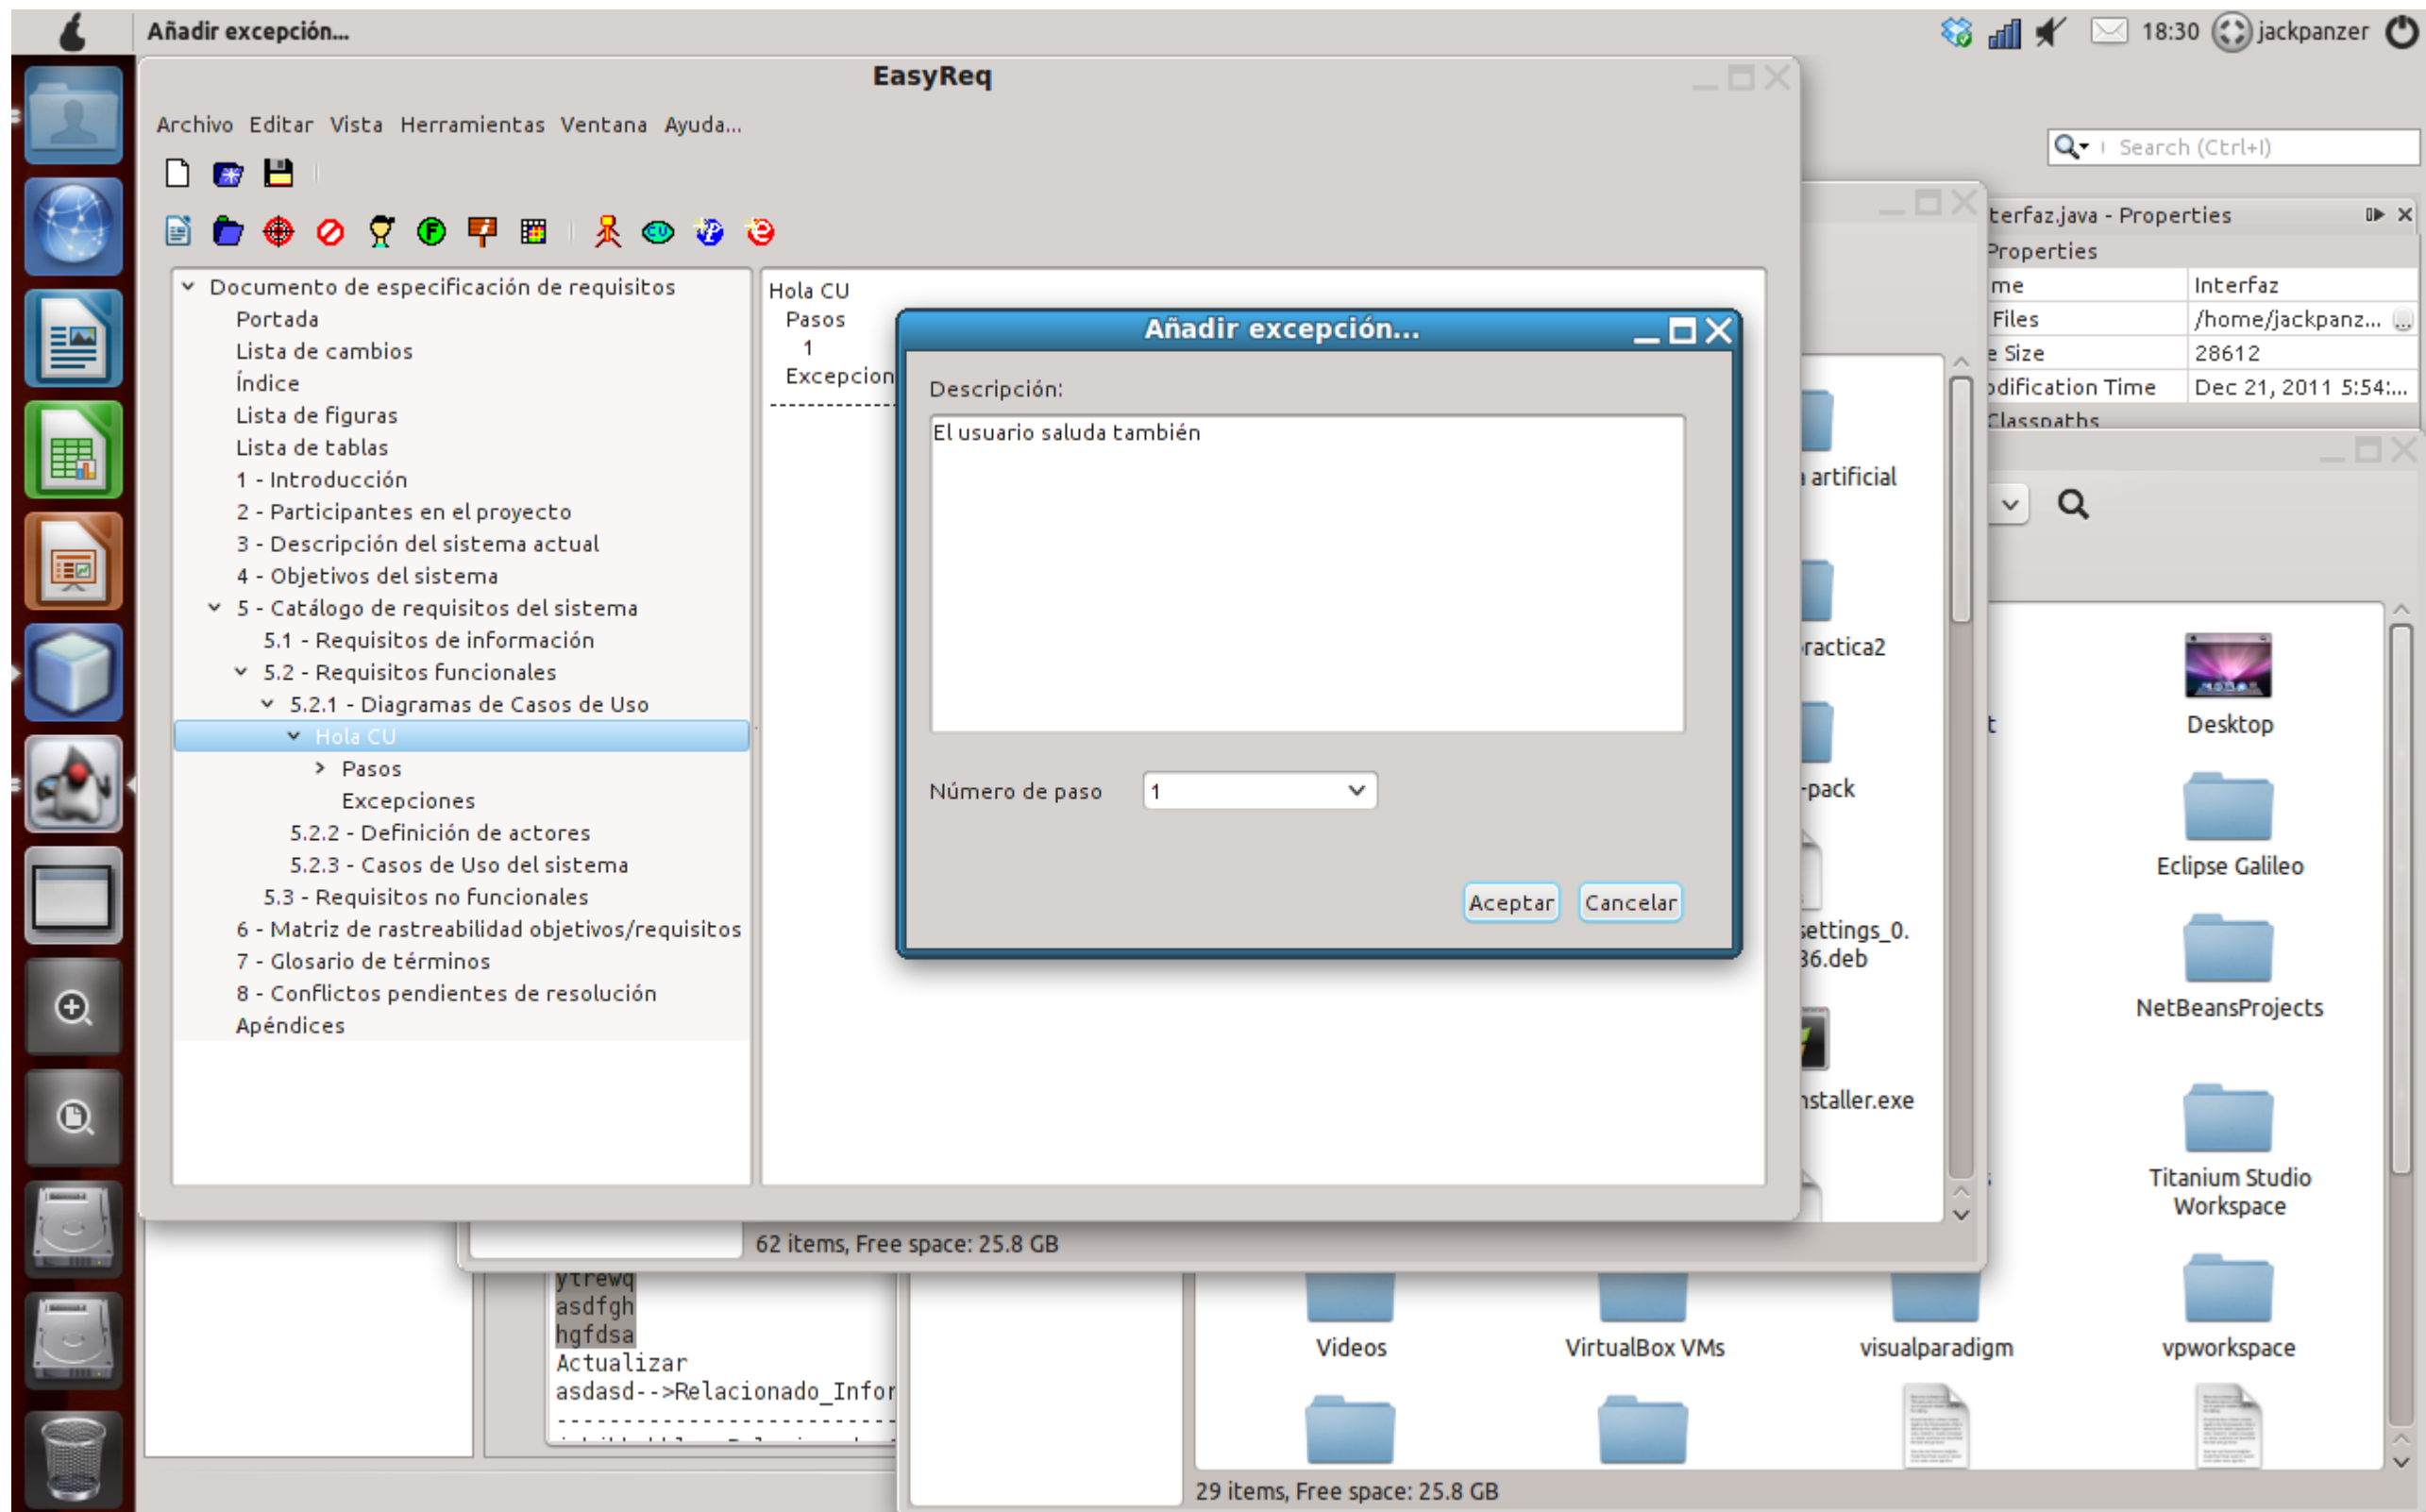 Añadir excepción...
18:30
jackpanzer
EasyReq
Archivo Editar Vista Herramientas Ventana Ayuda...
Search (Ctrl+I)
Documento de especificación de requisitos
Portada
Lista de cambios
Índice
Lista de figuras
Lista de tablas
1 - Introducción
2 - Participantes en el proyecto
3 - Descripción del sistema actual
4 - Objetivos del sistema
5 - Catálogo de requisitos del sistema
5.1 - Requisitos de información
5.2 - Requisitos funcionales
5.2.1 - Diagramas de Casos de Uso
Hola CU
Pasos
Excepciones
5.2.2 - Definición de actores
5.2.3 - Casos de Uso del sistema
5.3 - Requisitos no funcionales
6 - Matriz de rastreabilidad objetivos/requisitos
7 - Glosario de términos
8 - Conflictos pendientes de resolución
Apéndices
Hola CU
Pasos
1
Excepcion
--------------
Añadir excepción...
Descripción:
El usuario saluda también
Número de paso 1
Aceptar Cancelar
terfaz.java - Properties
Properties
me Interfaz
Files /home/jackpanz... ...
e Size 28612
odification Time Dec 21, 2011 5:54:...
Classpaths
artificial
ractica2
-pack
settings_0.
36.deb
nstaller.exe
62 items, Free space: 25.8 GB
t
Desktop
Eclipse Galileo
NetBeansProjects
Titanium Studio
Workspace
ytrewq
asdfgh
hgfdsa
Actualizar
asdasd-->Relacionado_Infor
Videos
VirtualBox VMs
visualparadigm
vpworkspace
29 items, Free space: 25.8 GB